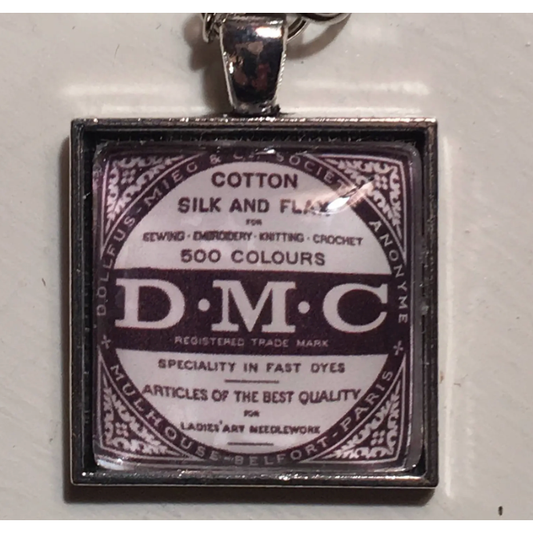 DOLLFUS-MIEG & Cie SOCIÉTÉ ANONYME
COTTON
SILK AND FLAX
FOR
SEWING · EMBROIDERY · KNITTING · CROCHET
500 COLOURS
D·M·C
REGISTERED TRADE MARK
SPECIALITY IN FAST DYES
ARTICLES OF THE BEST QUALITY
FOR
LADIES' ART NEEDLEWORK
MULHOUSE-BELFORT-PARIS